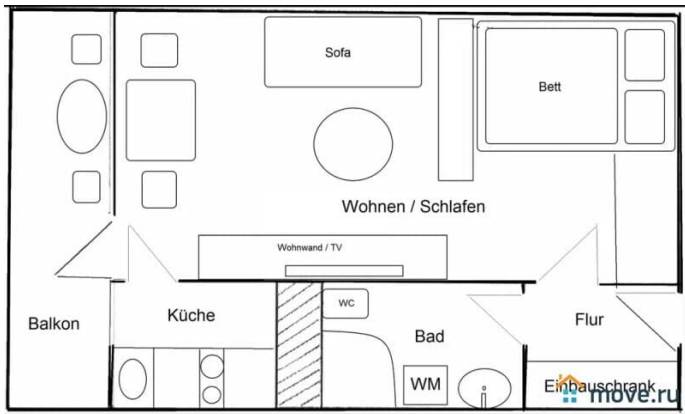 Sofa
Bett
Wohnen / Schlafen
Wohnwand / TV
WC
Küche
Balkon
Bad
Flur
WM
Einbauschrank
move.ru